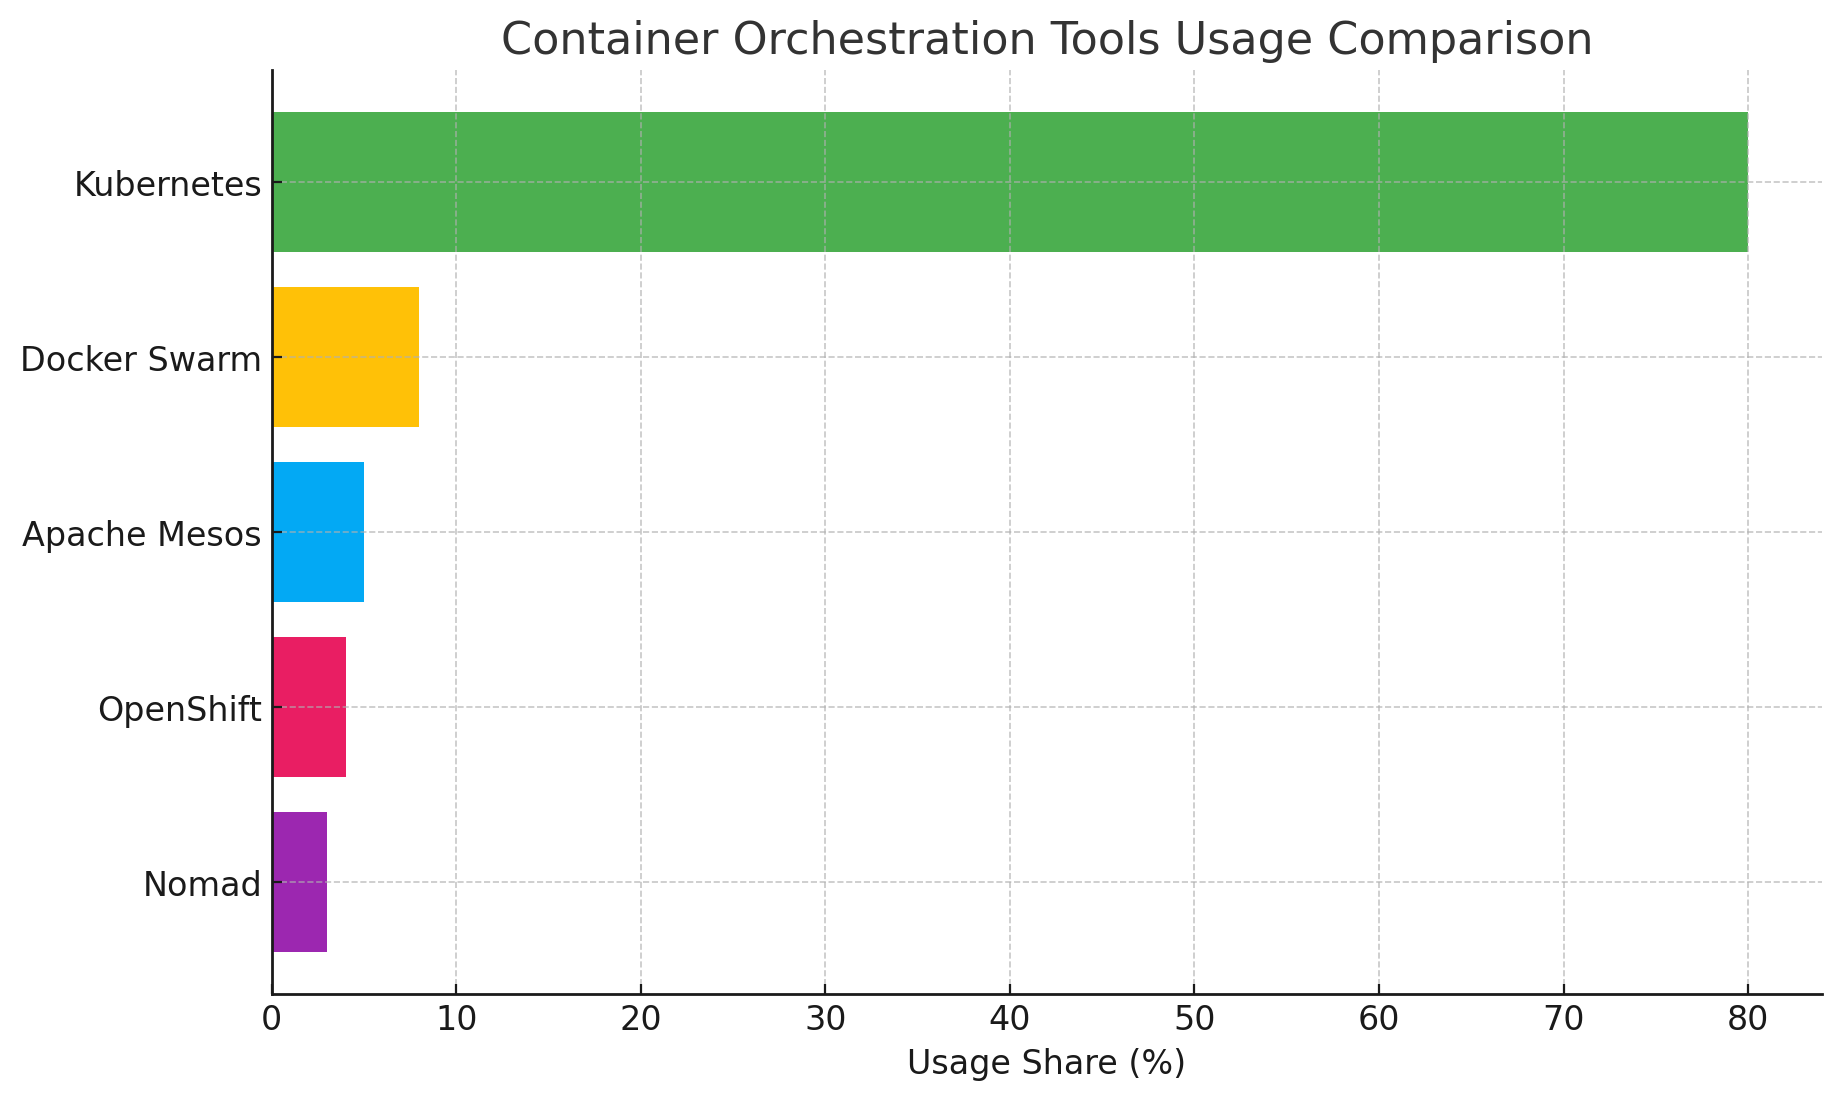 Container Orchestration Tools Usage Comparison
Kubernetes
Docker Swarm
Apache Mesos
OpenShift
Nomad
0 10 20 30 40 50 60 70 80
Usage Share (%)